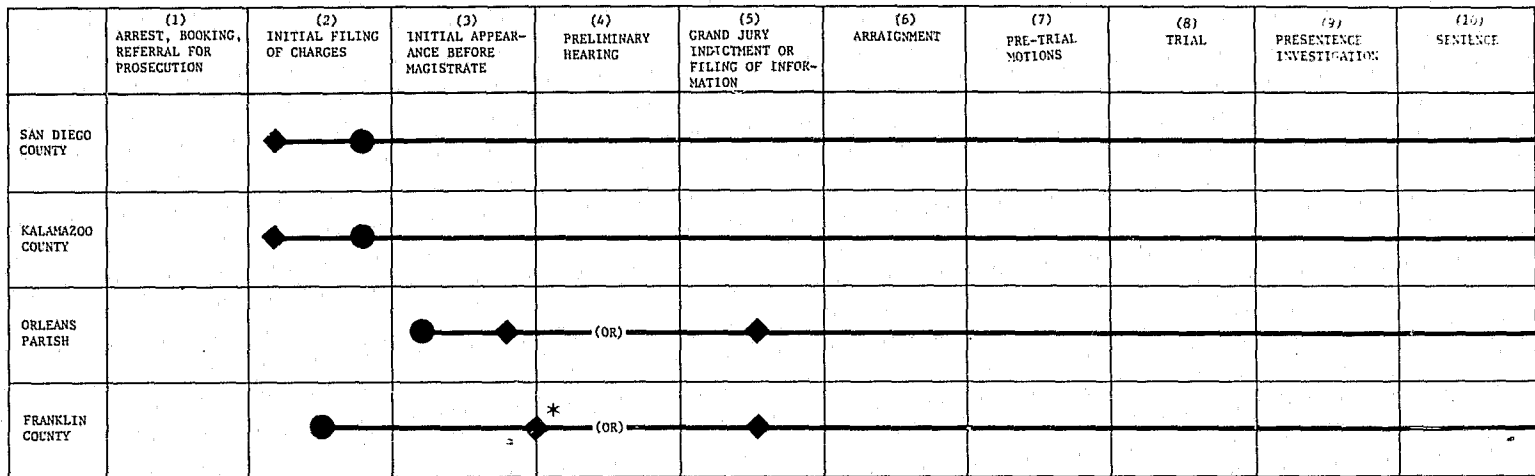 (1)
ARREST, BOOKING,
REFERRAL FOR
PROSECUTION
(2)
INITIAL FILING
OF CHARGES
(3)
INITIAL APPEAR-
ANCE BEFORE
MAGISTRATE
(4)
PRELIMINARY
HEARING
(5)
GRAND JURY
INDICTMENT OR
FILING OF INFOR-
MATION
(6)
ARRAIGNMENT
(7)
PRE-TRIAL
MOTIONS
(8)
TRIAL
(9)
PRESENTENCE
INVESTIGATION
(10)
SENTENCE
SAN DIEGO
COUNTY
KALAMAZOO
COUNTY
ORLEANS
PARISH
(OR)
FRANKLIN
COUNTY
*
(OR)